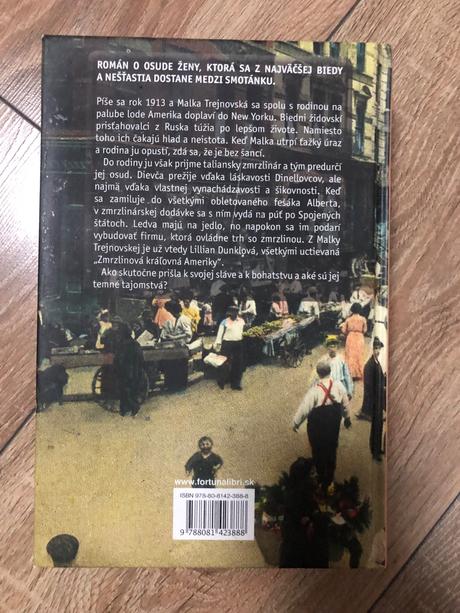 ROMÁN O OSUDE ŽENY, KTORÁ SA Z NAJVÄČŠEJ BIEDY
A NEŠŤASTIA DOSTANE MEDZI SMOTÁNKU.
Píše sa rok 1913 a Malka Trejnovská sa spolu s rodinou na
palube lode Amerika doplaví do New Yorku. Biedni židovskí
prisťahovalci z Ruska túžia po lepšom živote. Namiesto
toho ich čakajú hlad a neistota. Keď Malka utrpí ťažký úraz
a rodina ju opustí, zdá sa, že je bez šancí.
Do rodiny ju však prijme taliansky zmrzlinár a tým predurčí
jej osud. Dievča prežije vďaka láskavosti Dinellovcov, ale
najmä vďaka vlastnej vynachádzavosti a šikovnosti. Keď
sa zamiluje do všetkými obletovaného fešáka Alberta,
v zmrzlinárskej dodávke sa s ním vydá na púť po Spojených
štátoch. Ledva majú na jedlo, no napokon sa im podarí
vybudovať firmu, ktorá ovládne trh so zmrzlinou. Z Malky
Trejnovskej je už vtedy Lillian Dunklová, všetkými uctievaná
„Zmrzlinová kráľovná Ameriky“.
Ako skutočne prišla k svojej sláve a k bohatstvu a aké sú jej
temné tajomstvá?
www.fortunalibri.sk
ISBN 978-80-8142-388-8
9 788081 423888